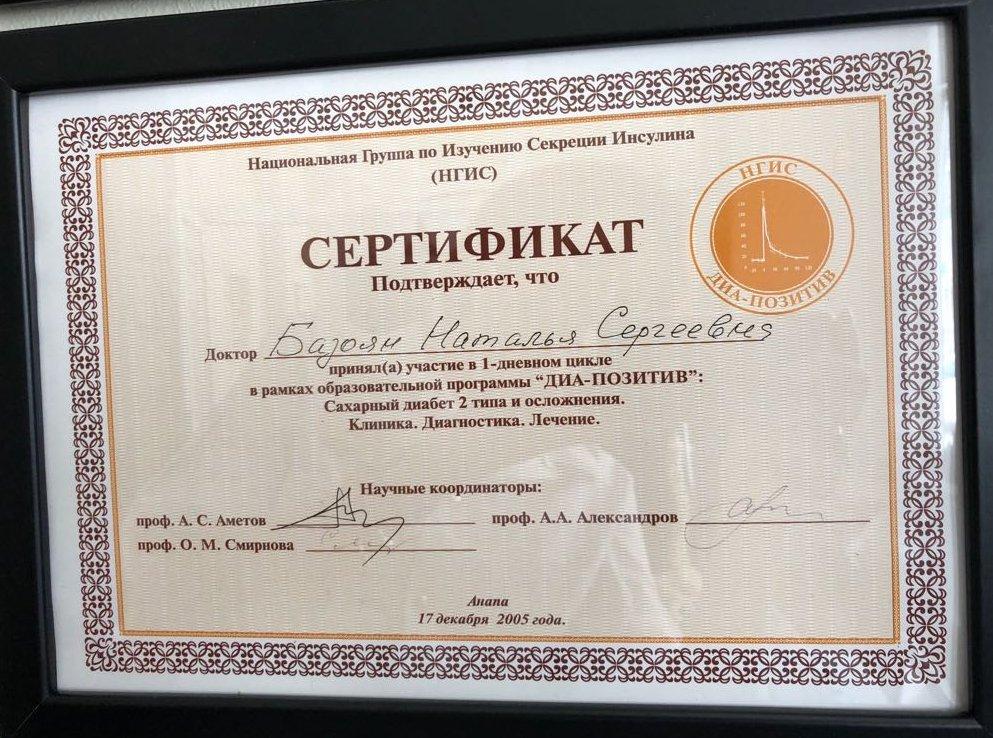 Национальная Группа по Изучению Секреции Инсулина
(НГИС)
НГИС
ДИА-ПОЗИТИВ
СЕРТИФИКАТ
Подтверждает, что
Доктор Базоян Наталья Сергеевна
принял(а) участие в 1-дневном цикле
в рамках образовательной программы “ДИА-ПОЗИТИВ”:
Сахарный диабет 2 типа и осложнения.
Клиника. Диагностика. Лечение.
Научные координаторы:
проф. А. С. Аметов
проф. А.А. Александров
проф. О. М. Смирнова
Анапа
17 декабря 2005 года.